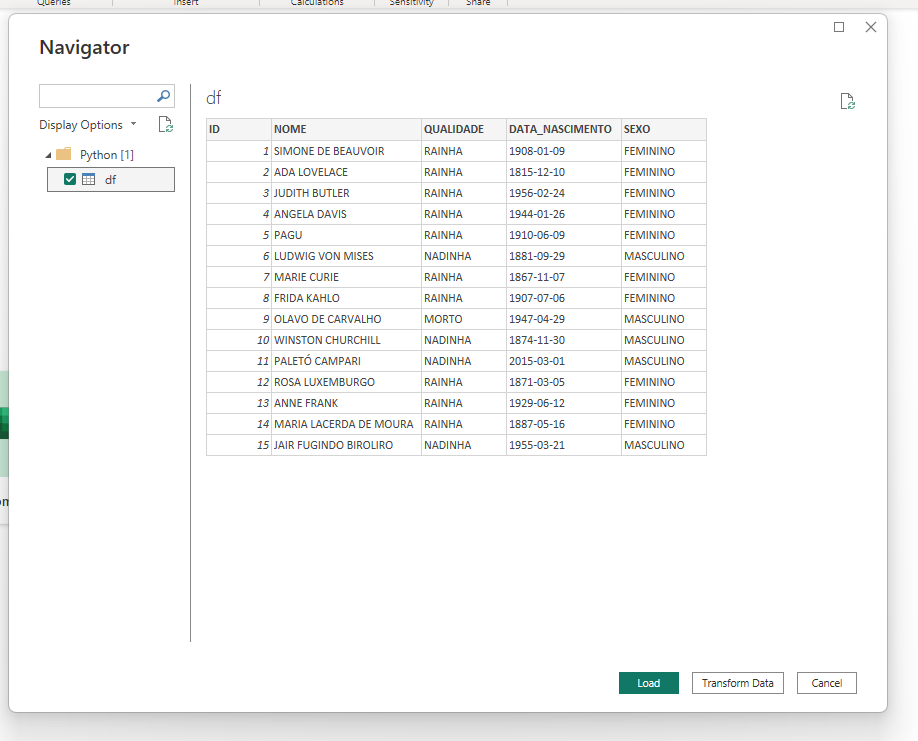 Queries Insert Calculations Sensitivity Share
Navigator
df
Display Options
Python [1]
df
ID NOME QUALIDADE DATA_NASCIMENTO SEXO
1 SIMONE DE BEAUVOIR RAINHA 1908-01-09 FEMININO
2 ADA LOVELACE RAINHA 1815-12-10 FEMININO
3 JUDITH BUTLER RAINHA 1956-02-24 FEMININO
4 ANGELA DAVIS RAINHA 1944-01-26 FEMININO
5 PAGU RAINHA 1910-06-09 FEMININO
6 LUDWIG VON MISES NADINHA 1881-09-29 MASCULINO
7 MARIE CURIE RAINHA 1867-11-07 FEMININO
8 FRIDA KAHLO RAINHA 1907-07-06 FEMININO
9 OLAVO DE CARVALHO MORTO 1947-04-29 MASCULINO
10 WINSTON CHURCHILL NADINHA 1874-11-30 MASCULINO
11 PALETÓ CAMPARI NADINHA 2015-03-01 MASCULINO
12 ROSA LUXEMBURGO RAINHA 1871-03-05 FEMININO
13 ANNE FRANK RAINHA 1929-06-12 FEMININO
14 MARIA LACERDA DE MOURA RAINHA 1887-05-16 FEMININO
15 JAIR FUGINDO BIROLIRO NADINHA 1955-03-21 MASCULINO
Load Transform Data Cancel